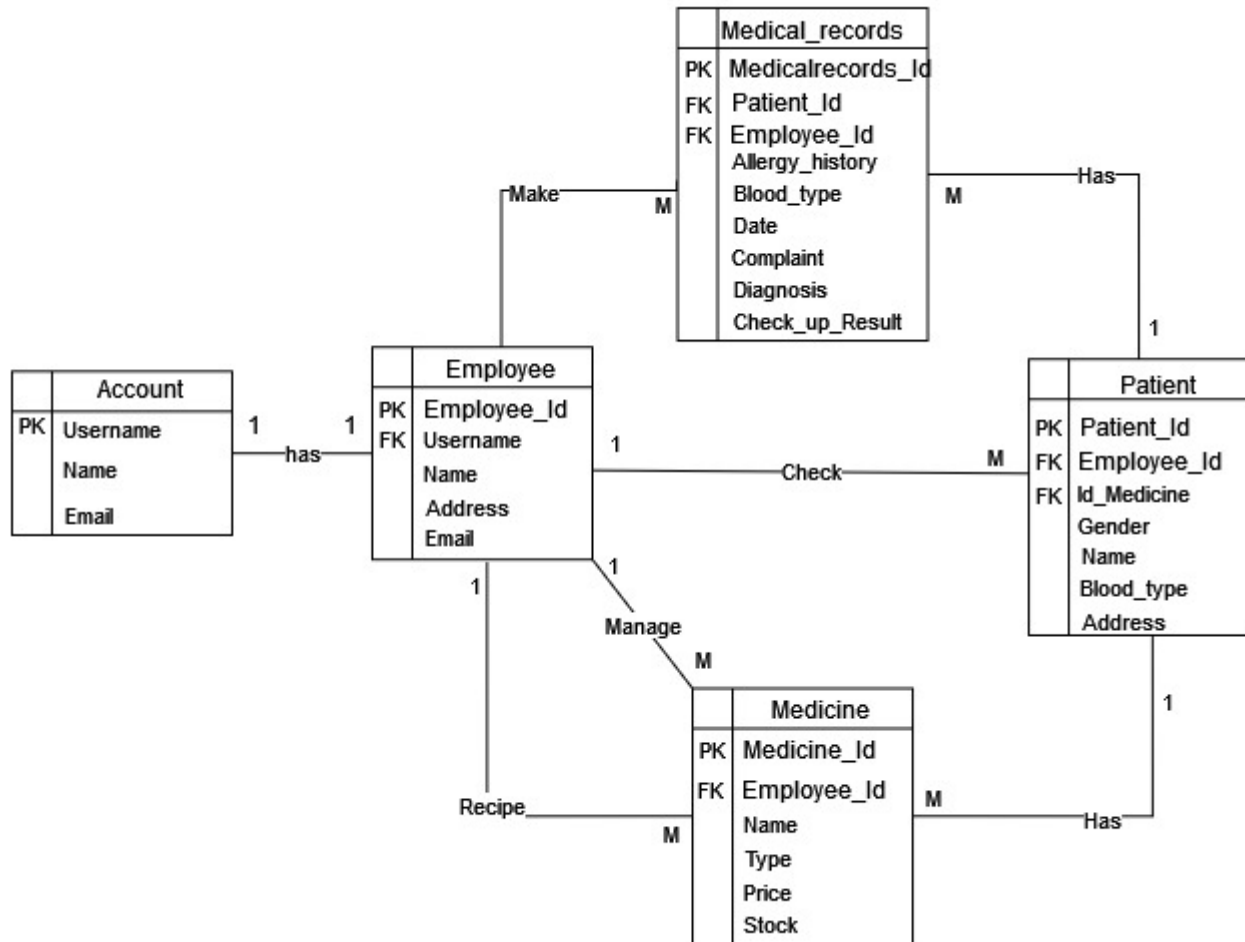 Medical_records
PK Medicalrecords_Id
FK Patient_Id
FK Employee_Id
Allergy_history
Blood_type
Date
Complaint
Diagnosis
Check_up_Result
Make
M
M
Has
1
Account
PK Username
Name
Email
1
has
1
Employee
PK Employee_Id
FK Username
Name
Address
Email
1
Check
M
Patient
PK Patient_Id
FK Employee_Id
FK Id_Medicine
Gender
Name
Blood_type
Address
1
1
Manage
M
1
Recipe
M
Medicine
PK Medicine_Id
FK Employee_Id
Name
Type
Price
Stock
M
Has